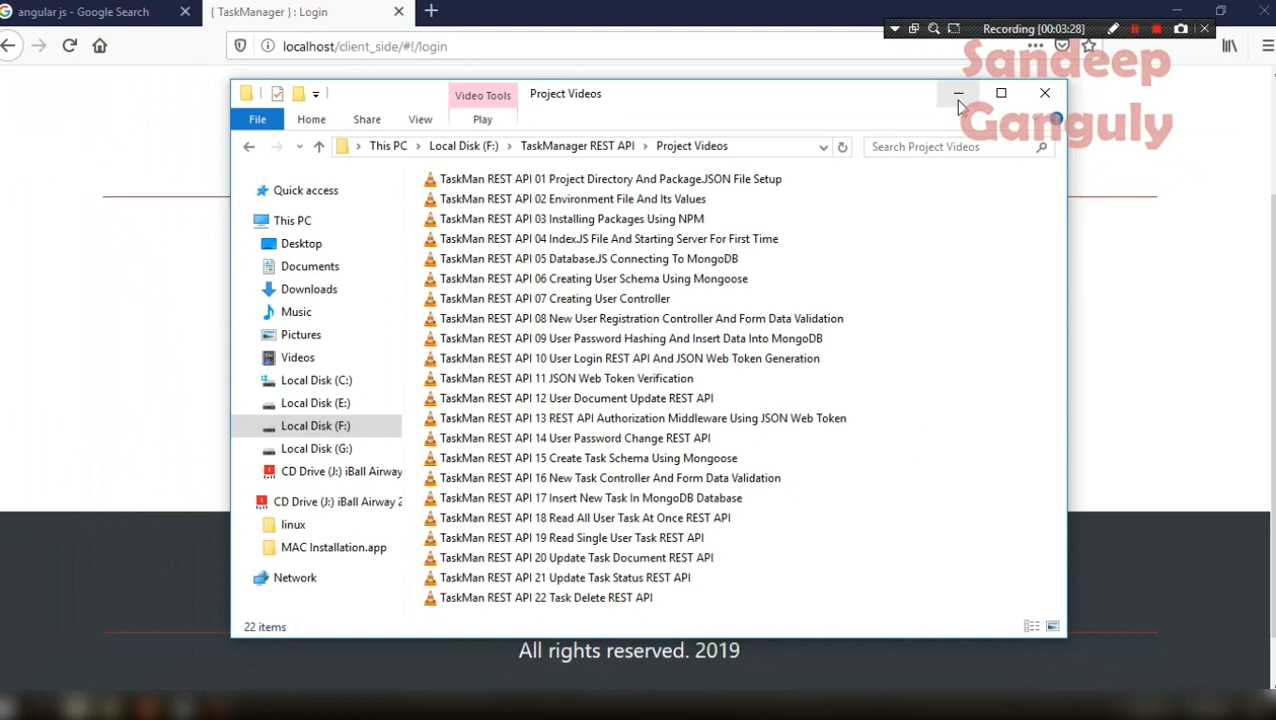 angular js - Google Search
{ TaskManager } : Login
Recording [00:03:28]
localhost/client_side/#!/login
Sandeep
Ganguly
Video Tools
Project Videos
File
Home
Share
View
Play
This PC
Local Disk (F:)
TaskManager REST API
Project Videos
Search Project Videos
Quick access
This PC
Desktop
Documents
Downloads
Music
Pictures
Videos
Local Disk (C:)
Local Disk (E:)
Local Disk (F:)
Local Disk (G:)
CD Drive (J:) iBall Airway
CD Drive (J:) iBall Airway 2
linux
MAC Installation.app
Network
TaskMan REST API 01 Project Directory And Package.JSON File Setup
TaskMan REST API 02 Environment File And Its Values
TaskMan REST API 03 Installing Packages Using NPM
TaskMan REST API 04 Index.JS File And Starting Server For First Time
TaskMan REST API 05 Database.JS Connecting To MongoDB
TaskMan REST API 06 Creating User Schema Using Mongoose
TaskMan REST API 07 Creating User Controller
TaskMan REST API 08 New User Registration Controller And Form Data Validation
TaskMan REST API 09 User Password Hashing And Insert Data Into MongoDB
TaskMan REST API 10 User Login REST API And JSON Web Token Generation
TaskMan REST API 11 JSON Web Token Verification
TaskMan REST API 12 User Document Update REST API
TaskMan REST API 13 REST API Authorization Middleware Using JSON Web Token
TaskMan REST API 14 User Password Change REST API
TaskMan REST API 15 Create Task Schema Using Mongoose
TaskMan REST API 16 New Task Controller And Form Data Validation
TaskMan REST API 17 Insert New Task In MongoDB Database
TaskMan REST API 18 Read All User Task At Once REST API
TaskMan REST API 19 Read Single User Task REST API
TaskMan REST API 20 Update Task Document REST API
TaskMan REST API 21 Update Task Status REST API
TaskMan REST API 22 Task Delete REST API
22 items
All rights reserved. 2019